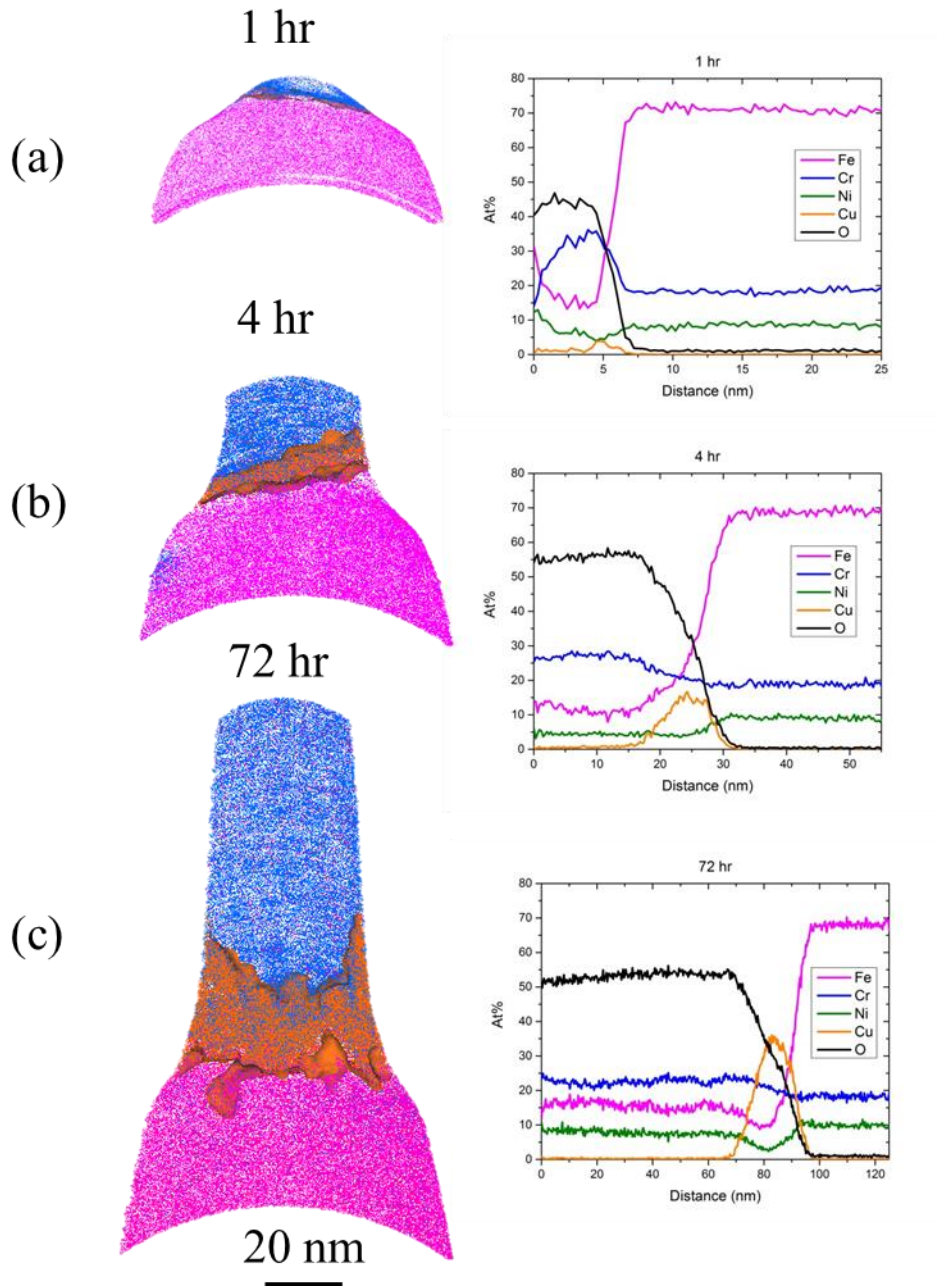 1 hr
(a)
1 hr
80
70
60
50
40
30
20
10
0
At%
Fe
Cr
Ni
Cu
O
0 5 10 15 20 25
Distance (nm)
4 hr
(b)
4 hr
80
70
60
50
40
30
20
10
0
At%
Fe
Cr
Ni
Cu
O
0 10 20 30 40 50
Distance (nm)
72 hr
(c)
72 hr
80
70
60
50
40
30
20
10
0
At%
Fe
Cr
Ni
Cu
O
0 20 40 60 80 100 120
Distance (nm)
20 nm